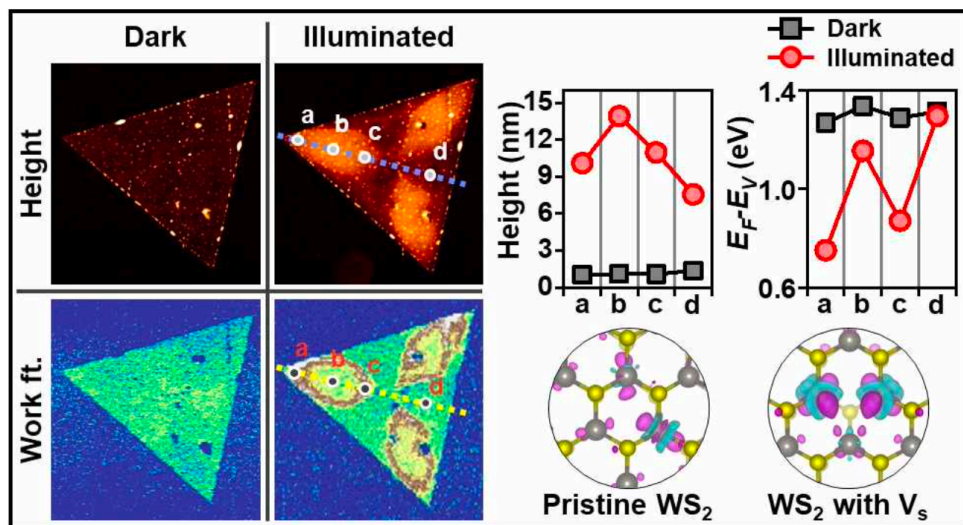 Dark
Illuminated
Height
a
b
c
d
Work ft.
a
b
c
d
Dark
Illuminated
Height (nm)
15
12
9
6
3
0
a b c d
E_F-E_V (eV)
1.4
1.0
0.6
a b c d
Pristine WS₂
WS₂ with Vₛ